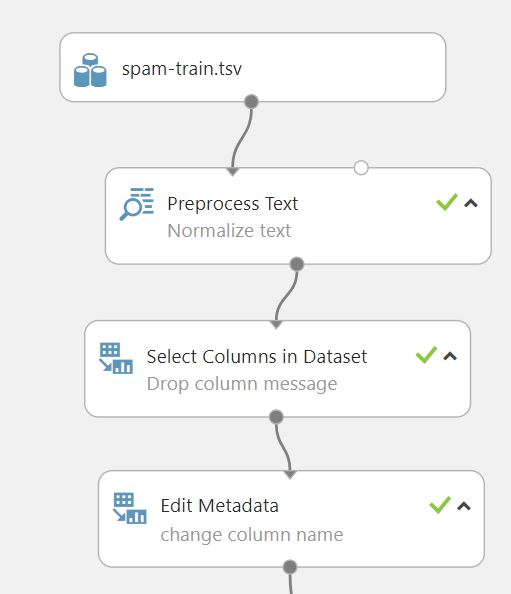 spam-train.tsv
Preprocess Text
Normalize text
Select Columns in Dataset
Drop column message
Edit Metadata
change column name